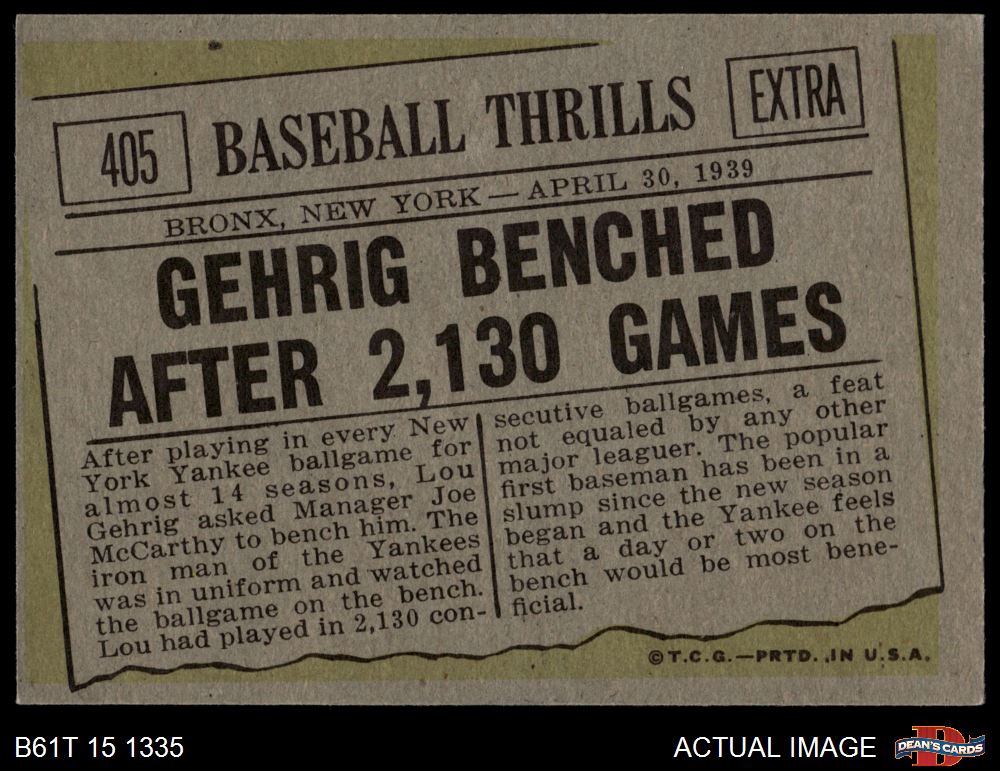 405 BASEBALL THRILLS EXTRA
BRONX, NEW YORK — APRIL 30, 1939
GEHRIG BENCHED
AFTER 2,130 GAMES
After playing in every New
York Yankee ballgame for
almost 14 seasons, Lou
Gehrig asked Manager Joe
McCarthy to bench him. The
iron man of the Yankees
was in uniform and watched
the ballgame on the bench.
Lou had played in 2,130 con-
secutive ballgames, a feat
not equaled by any other
major leaguer. The popular
first baseman has been in a
slump since the new season
began and the Yankee feels
that a day or two on the
bench would be most bene-
ficial.
©T.C.G.—PRTD. IN U.S.A.
B61T 15 1335
ACTUAL IMAGE
D
DEAN'S CARDS